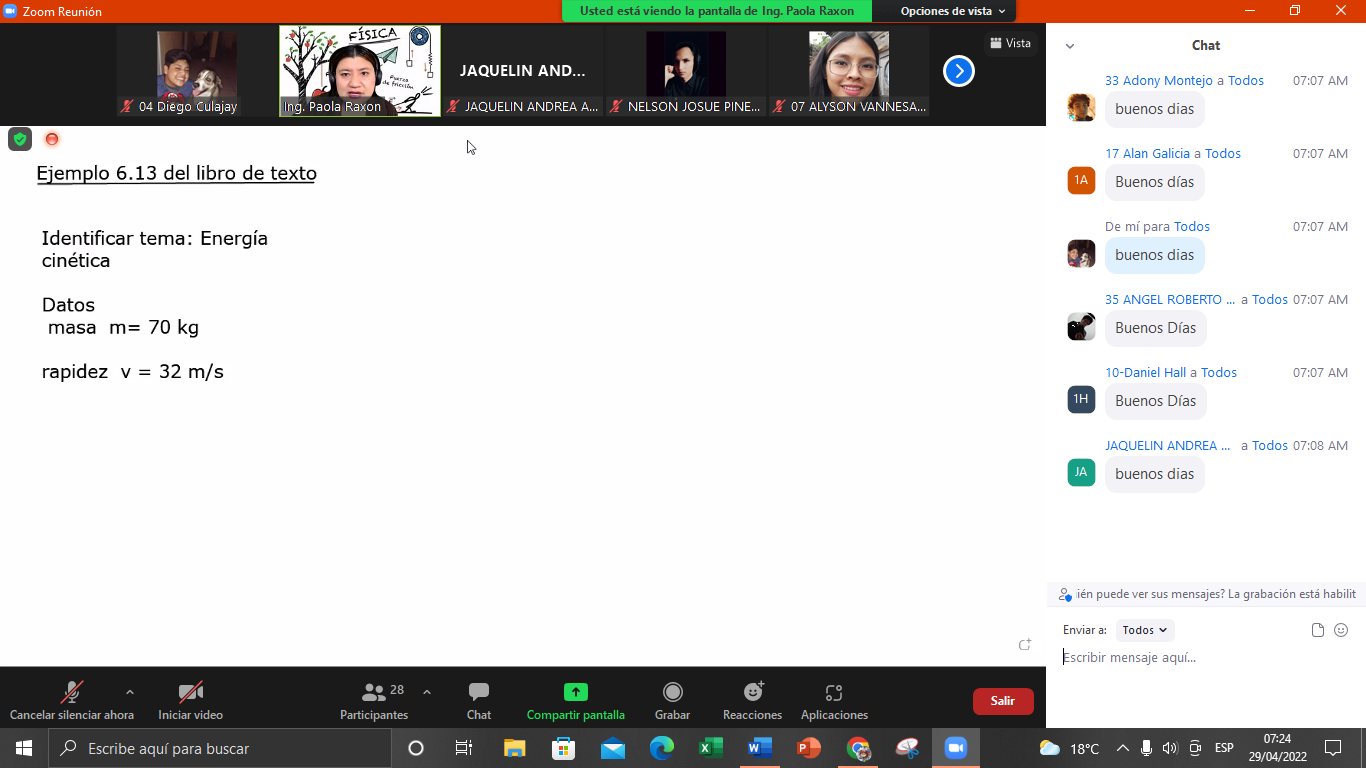 Zoom Reunión
Usted está viendo la pantalla de Ing. Paola Raxon
Opciones de vista
FÍSICA
Fuerza
de fricción
04 Diego Culajay
Ing. Paola Raxon
JAQUELIN AND...
JAQUELIN ANDREA A...
NELSON JOSUE PINE...
07 ALYSON VANNESA...
Vista
Ejemplo 6.13 del libro de texto
Identificar tema: Energía
cinética
Datos
masa m= 70 kg
rapidez v = 32 m/s
Chat
33 Adony Montejo a Todos 07:07 AM
buenos dias
17 Alan Galicia a Todos 07:07 AM
1A
Buenos días
De mí para Todos 07:07 AM
buenos dias
35 ANGEL ROBERTO ... a Todos 07:07 AM
Buenos Días
10-Daniel Hall a Todos 07:07 AM
1H
Buenos Días
JAQUELIN ANDREA ... a Todos 07:08 AM
JA
buenos dias
ién puede ver sus mensajes? La grabación está habilit
Enviar a: Todos
Escribir mensaje aquí...
Cancelar silenciar ahora
Iniciar video
28
Participantes
Chat
Compartir pantalla
Grabar
Reacciones
Aplicaciones
Salir
Escribe aquí para buscar
18°C
ESP
07:24
29/04/2022